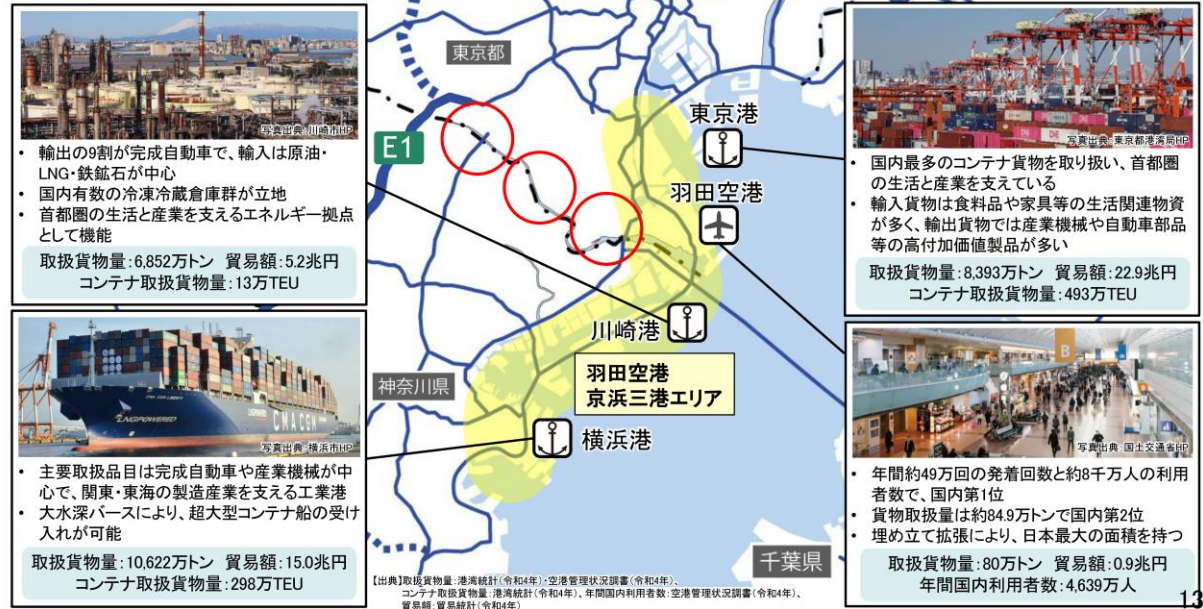 写真出典:川崎市HP
• 輸出の9割が完成自動車で、輸入は原油・
LNG・鉄鉱石が中心
• 国内有数の冷凍冷蔵倉庫群が立地
• 首都圏の生活と産業を支えるエネルギー拠点
として機能
取扱貨物量:6,852万トン 貿易額:5.2兆円
コンテナ取扱貨物量:13万TEU
CMA CGM
LNGPOWERED
写真出典:横浜市HP
• 主要取扱品目は完成自動車や産業機械が中
心で、関東・東海の製造産業を支える工業港
• 大水深バースにより、超大型コンテナ船の受け
入れが可能
取扱貨物量:10,622万トン 貿易額:15.0兆円
コンテナ取扱貨物量:298万TEU
東京都
E1
東京港
羽田空港
川崎港
羽田空港
京浜三港エリア
神奈川県
横浜港
千葉県
【出典】取扱貨物量:港湾統計(令和4年)・空港管理状況調書(令和4年)、
コンテナ取扱貨物量:港湾統計(令和4年)、年間国内利用者数:空港管理状況調書(令和4年)、
貿易額:貿易統計(令和4年)
写真出典:東京都港湾局HP
• 国内最多のコンテナ貨物を取り扱い、首都圏
の生活と産業を支えている
• 輸入貨物は食料品や家具等の生活関連物資
が多く、輸出貨物では産業機械や自動車部品
等の高付加価値製品が多い
取扱貨物量:8,393万トン 貿易額:22.9兆円
コンテナ取扱貨物量:493万TEU
B
写真出典:国土交通省HP
• 年間約49万回の発着回数と約8千万人の利用
者数で、国内第1位
• 貨物取扱量は約84.9万トンで国内第2位
• 埋め立て拡張により、日本最大の面積を持つ
取扱貨物量:80万トン 貿易額:0.9兆円
年間国内利用者数:4,639万人
13